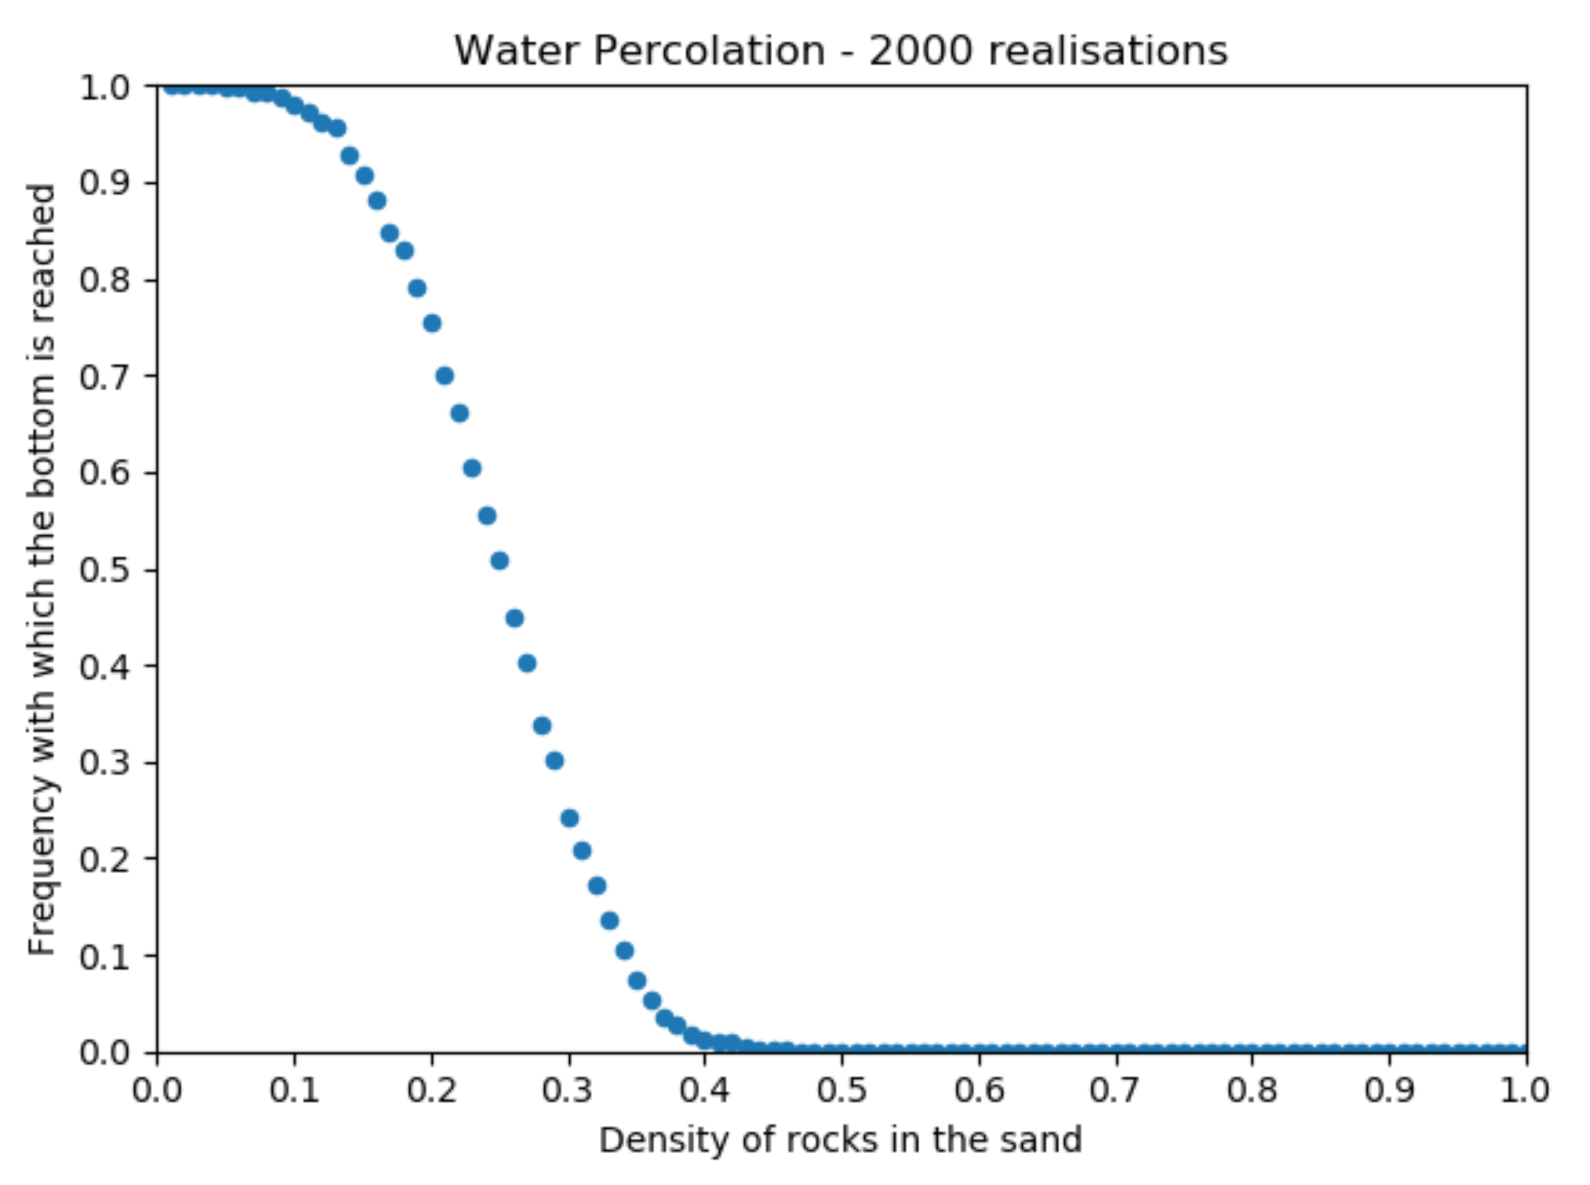 Water Percolation - 2000 realisations
1.0
0.9
0.8
0.7
0.6
0.5
0.4
0.3
0.2
0.1
0.0
Frequency with which the bottom is reached
0.0 0.1 0.2 0.3 0.4 0.5 0.6 0.7 0.8 0.9 1.0
Density of rocks in the sand